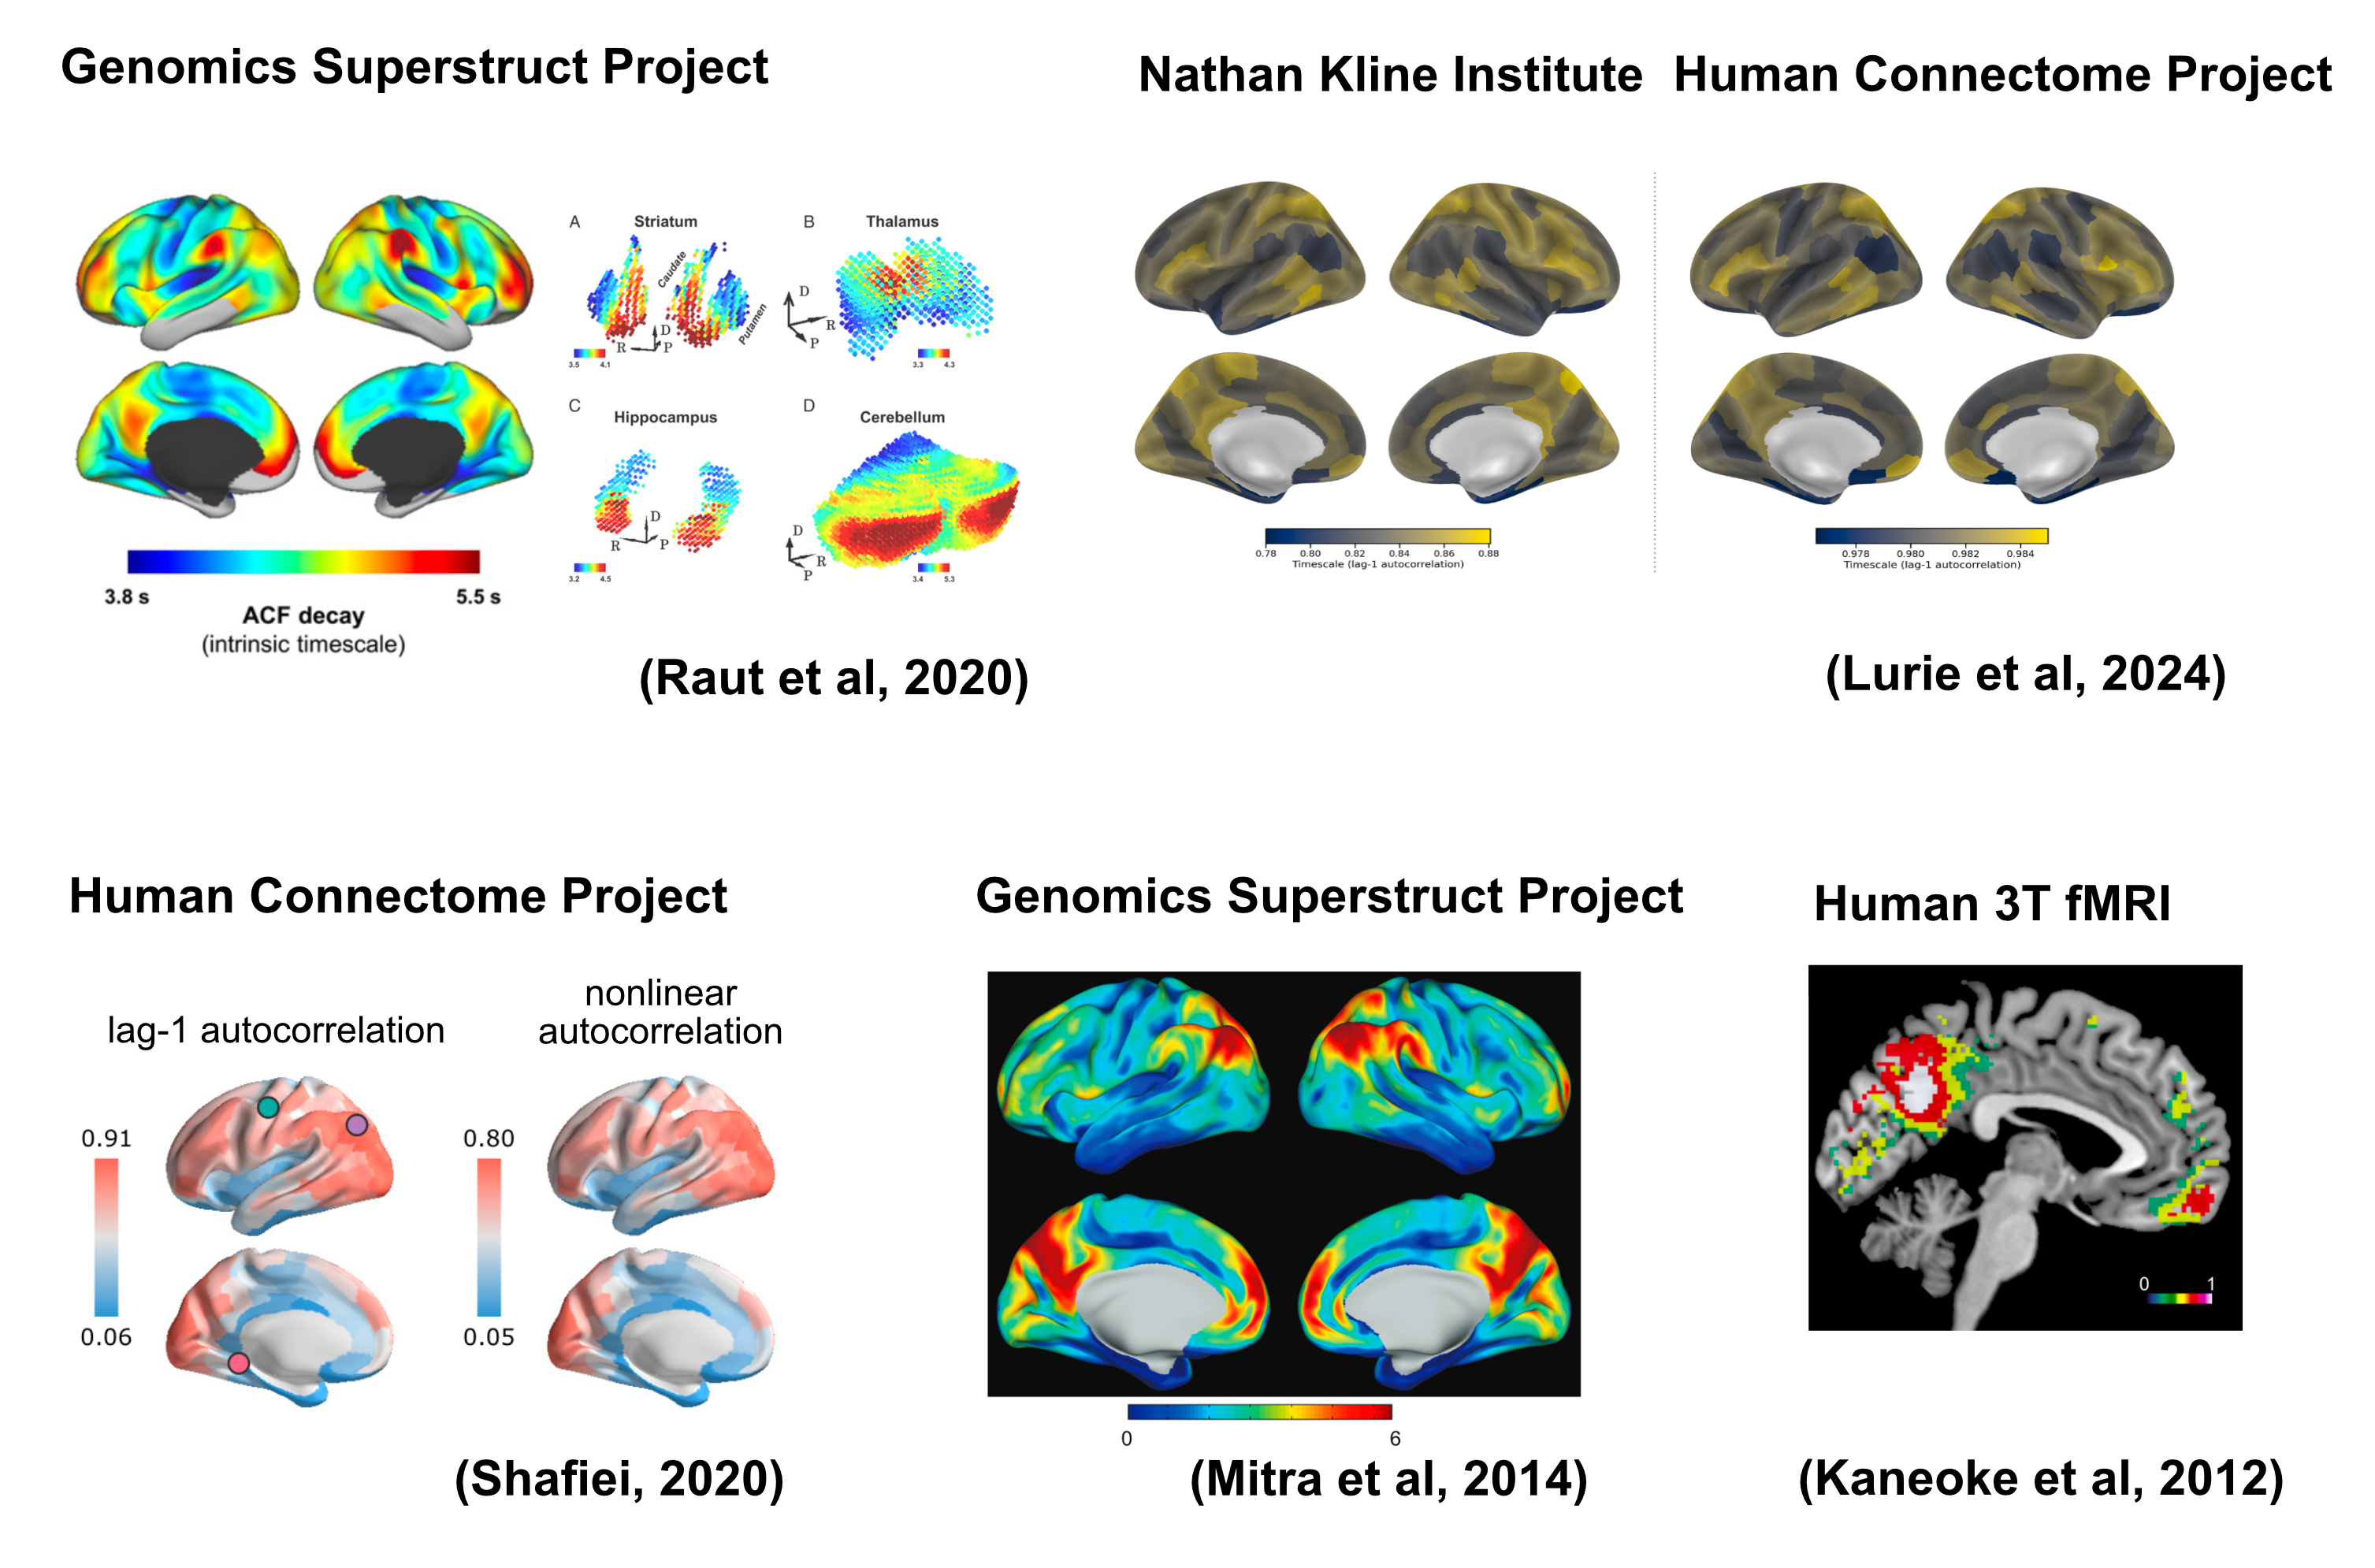 Genomics Superstruct Project
Nathan Kline Institute
Human Connectome Project
A
Striatum
Caudate
Putamen
D
R
P
3.5
4.1
B
Thalamus
D
R
P
3.3
4.3
C
Hippocampus
D
R
P
3.2
4.5
D
Cerebellum
D
R
P
3.4
5.3
3.8 s
5.5 s
ACF decay
(intrinsic timescale)
(Raut et al, 2020)
0.78 0.80 0.82 0.84 0.86 0.88
Timescale (lag-1 autocorrelation)
0.978 0.980 0.982 0.984
Timescale (lag-1 autocorrelation)
(Lurie et al, 2024)
Human Connectome Project
lag-1 autocorrelation
0.91
0.06
nonlinear
autocorrelation
0.80
0.05
(Shafiei, 2020)
Genomics Superstruct Project
0
6
(Mitra et al, 2014)
Human 3T fMRI
0
1
(Kaneoke et al, 2012)